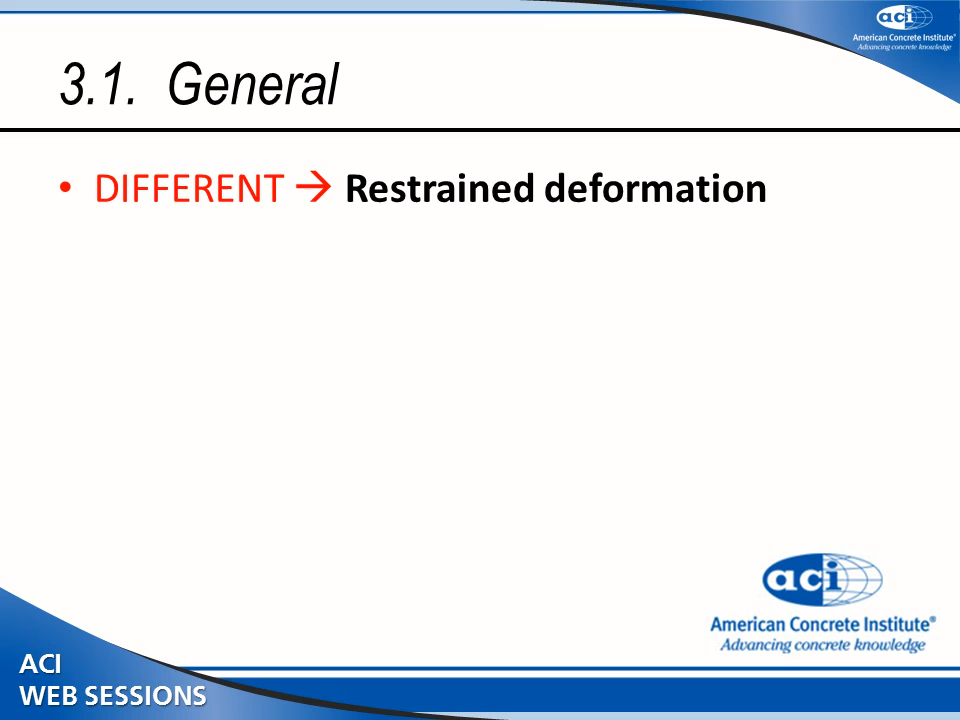 aci
American Concrete Institute®
Advancing concrete knowledge
3.1. General
• DIFFERENT → Restrained deformation
aci
American Concrete Institute®
Advancing concrete knowledge
ACI
WEB SESSIONS